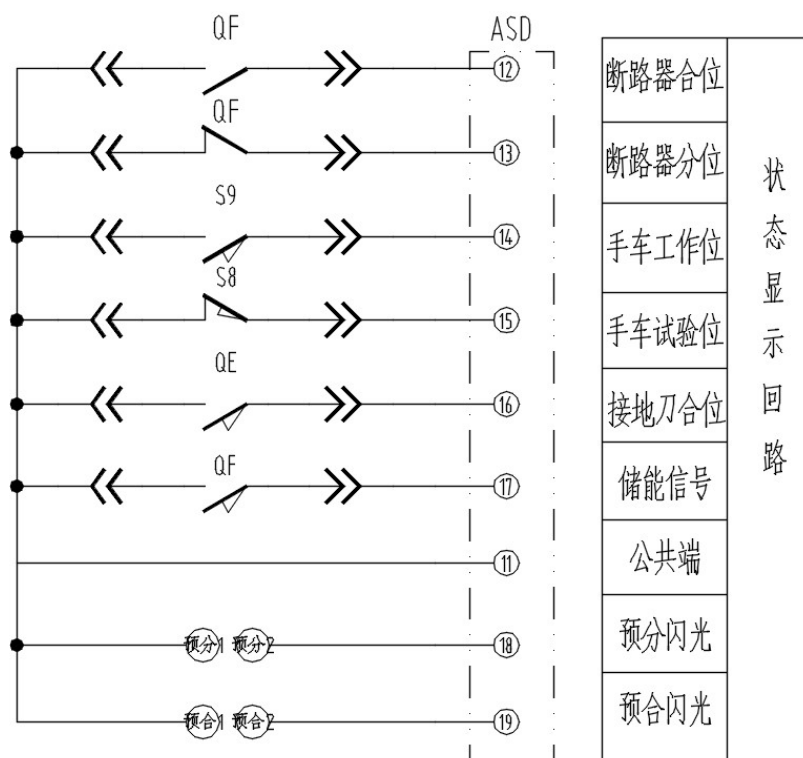 QF
ASD
12
断路器合位
QF
13
断路器分位
S9
14
手车工作位
S8
15
手车试验位
QE
16
接地刀合位
QF
17
储能信号
11
公共端
预分1 预分2
18
预分闪光
预合1 预合2
19
预合闪光
状态显示回路